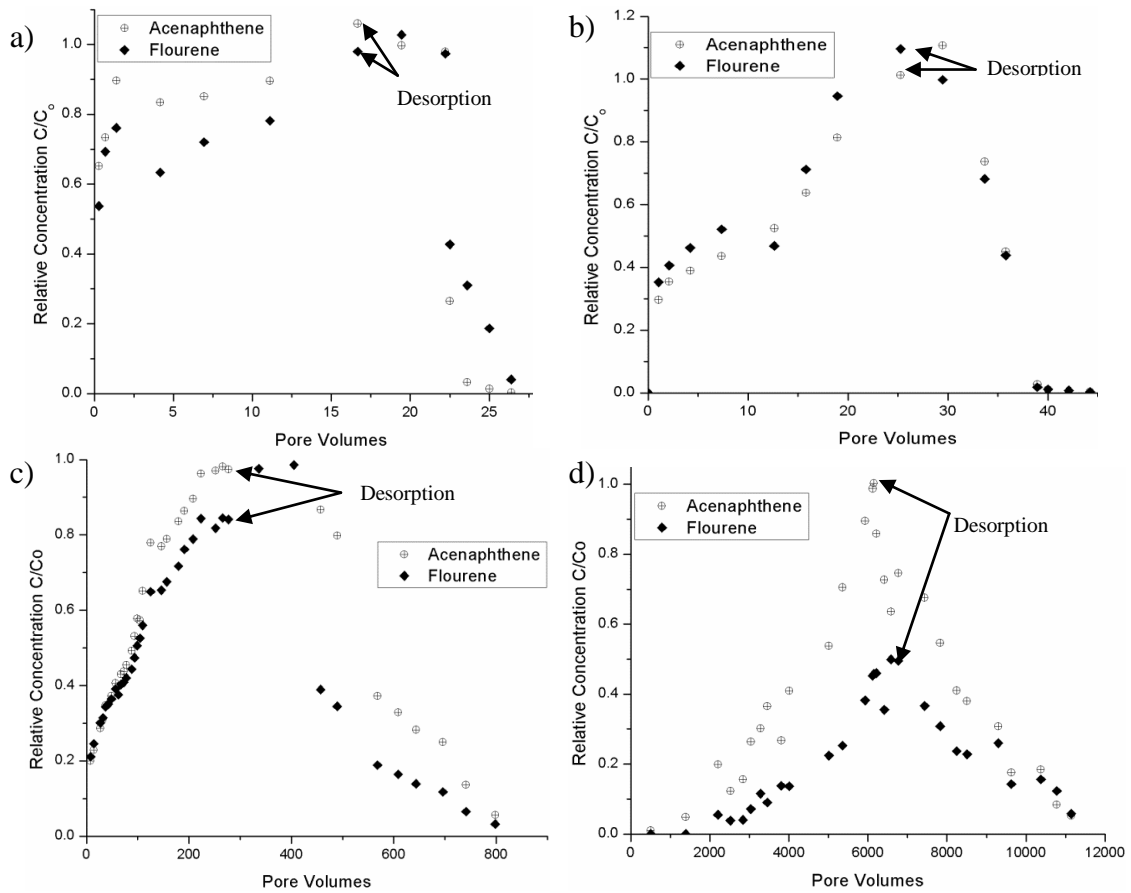 a)
Acenaphthene
Flourene
Desorption
Relative Concentration C/Co
1.0
0.8
0.6
0.4
0.2
0.0
0 5 10 15 20 25
Pore Volumes
b)
Acenaphthene
Flourene
Desorption
Relative Concentration C/Co
1.2
1.0
0.8
0.6
0.4
0.2
0.0
0 10 20 30 40
Pore Volumes
c)
Desorption
Acenaphthene
Flourene
Relative Concentration C/Co
1.0
0.8
0.6
0.4
0.2
0.0
0 200 400 600 800
Pore Volumes
d)
Acenaphthene
Flourene
Desorption
Relative Concentration C/Co
1.0
0.8
0.6
0.4
0.2
0.0
0 2000 4000 6000 8000 10000 12000
Pore Volumes